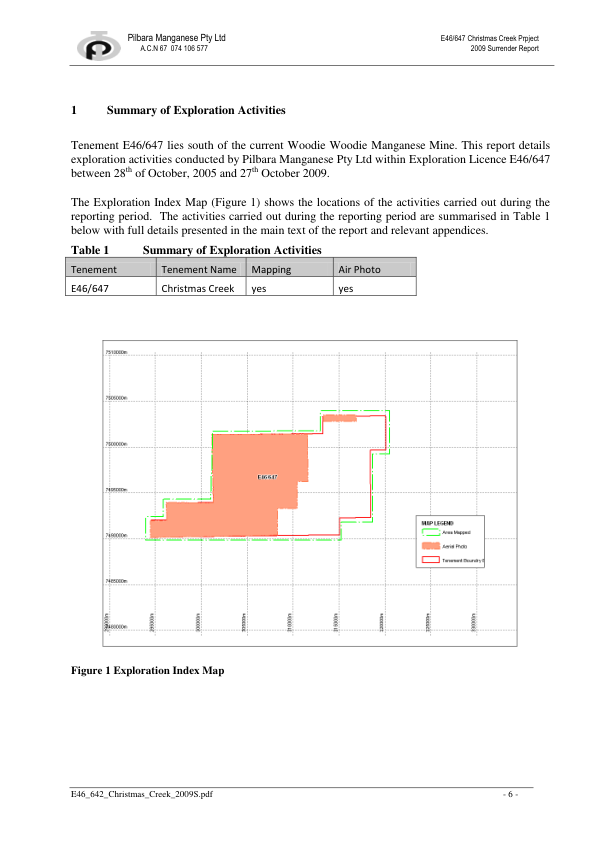 Pilbara Manganese Pty Ltd
A.C.N 67 074 106 577
E46/647 Christmas Creek Prpject
2009 Surrender Report
1 Summary of Exploration Activities
Tenement E46/647 lies south of the current Woodie Woodie Manganese Mine. This report details
exploration activities conducted by Pilbara Manganese Pty Ltd within Exploration Licence E46/647
between 28th of October, 2005 and 27th October 2009.
The Exploration Index Map (Figure 1) shows the locations of the activities carried out during the
reporting period. The activities carried out during the reporting period are summarised in Table 1
below with full details presented in the main text of the report and relevant appendices.
Table 1 Summary of Exploration Activities
Tenement Tenement Name Mapping Air Photo
E46/647 Christmas Creek yes yes
7510000m
7505000m
7500000m
7495000m
E46/647
7490000m
MAP LEGEND
Area Mapped
Aerial Photo
Tenement Boundry E
7485000m
7480000m
Figure 1 Exploration Index Map
E46_642_Christmas_Creek_2009S.pdf - 6 -